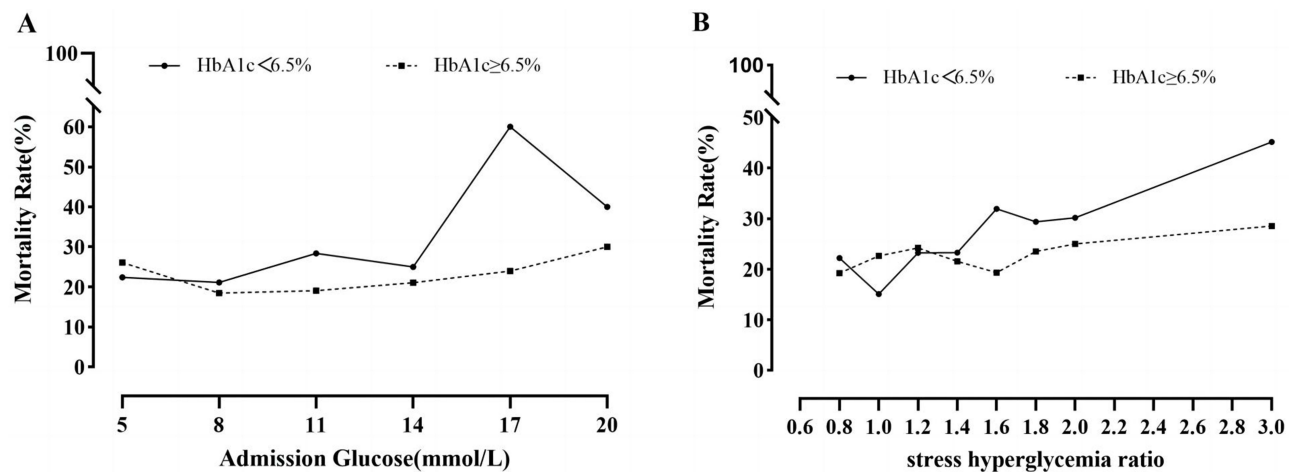 A
100
HbA1c<6.5%
HbA1c≥6.5%
60
50
40
30
20
10
0
Mortality Rate(%)
5 8 11 14 17 20
Admission Glucose(mmol/L)
B
100
HbA1c<6.5%
HbA1c≥6.5%
50
40
30
20
10
0
Mortality Rate(%)
0.6 0.8 1.0 1.2 1.4 1.6 1.8 2.0 2.2 2.4 2.6 2.8 3.0
stress hyperglycemia ratio